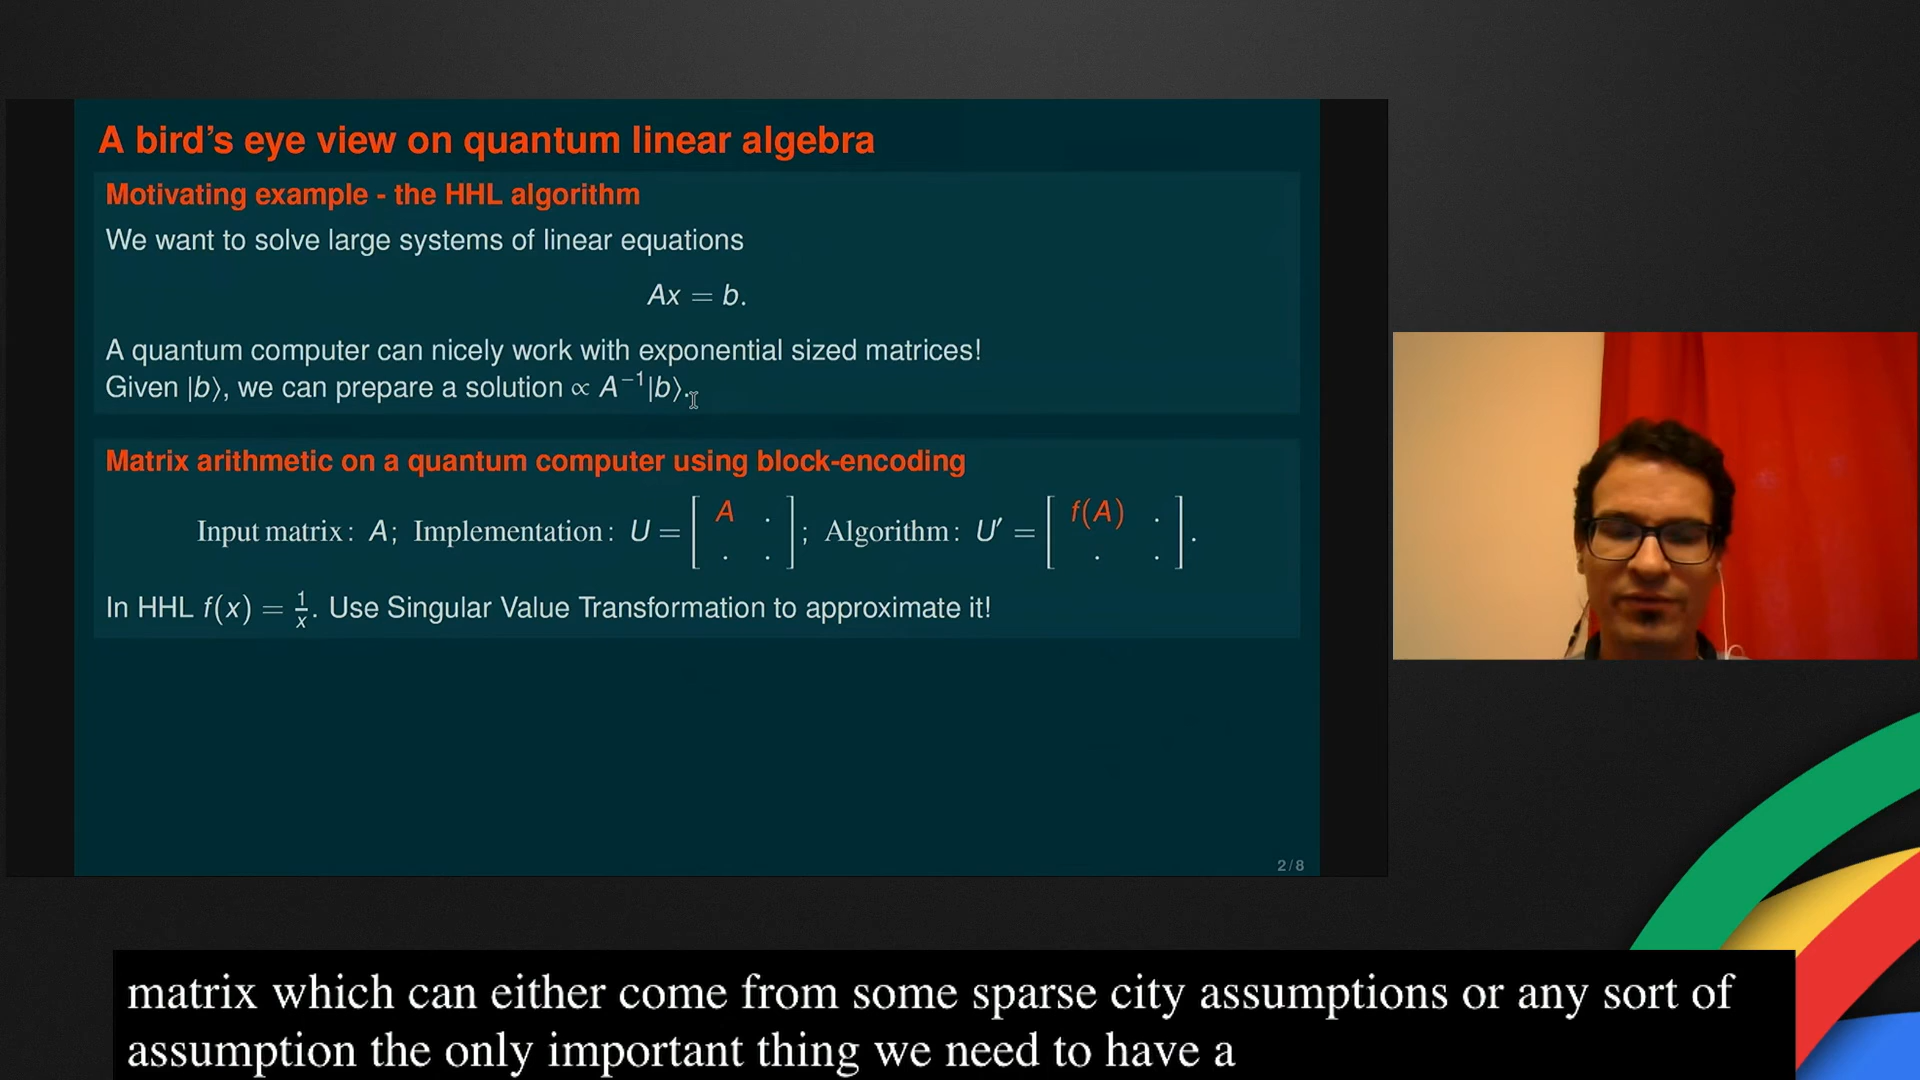 A bird's eye view on quantum linear algebra
Motivating example - the HHL algorithm
We want to solve large systems of linear equations
Ax = b.
A quantum computer can nicely work with exponential sized matrices!
Given |b⟩, we can prepare a solution ∝ A⁻¹|b⟩.
Matrix arithmetic on a quantum computer using block-encoding
Input matrix: A; Implementation: U = [ A · ; · · ]; Algorithm: U′ = [ f(A) · ; · · ].
In HHL f(x) = 1/x. Use Singular Value Transformation to approximate it!
2/8
matrix which can either come from some sparse city assumptions or any sort of
assumption the only important thing we need to have a